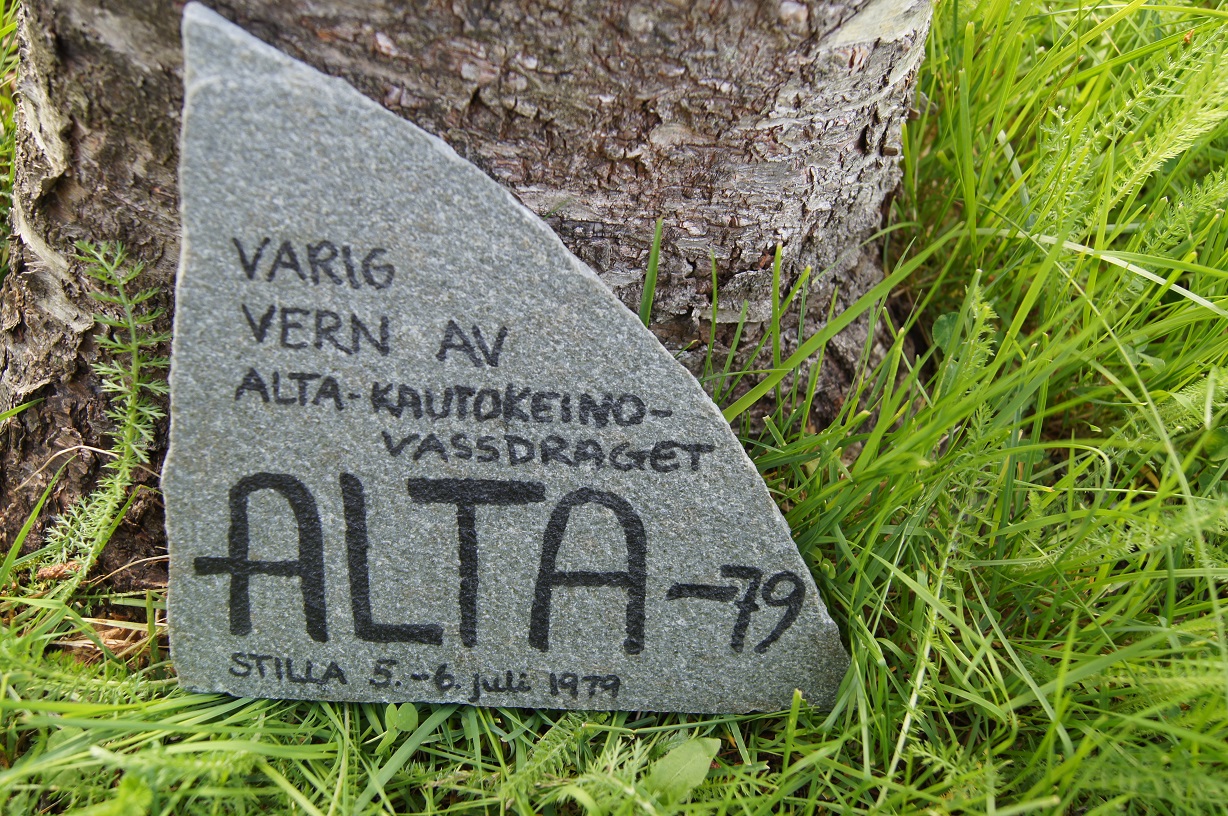 VARIG
VERN AV
ALTA-KAUTOKEINO-
VASSDRAGET
ALTA -79
STILLA 5.-6. juli 1979